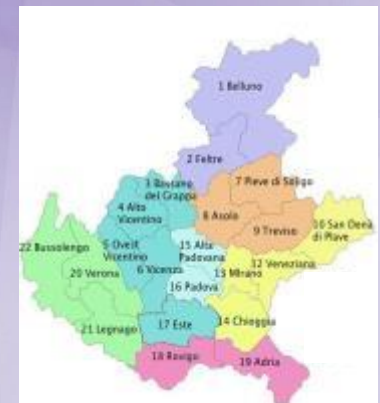 1 Belluno
2 Feltre
3 Bassano
del Grappa
7 Pieve di Soligo
4 Alto
Vicentino
8 Asolo
10 San Donà
di Piave
9 Treviso
22 Bussolengo
5 Ovest
Vicentino
15 Alta
Padovana
12 Veneziana
20 Verona
6 Vicenza
13 Mirano
16 Padova
21 Legnago
17 Este
14 Chioggia
18 Rovigo
19 Adria